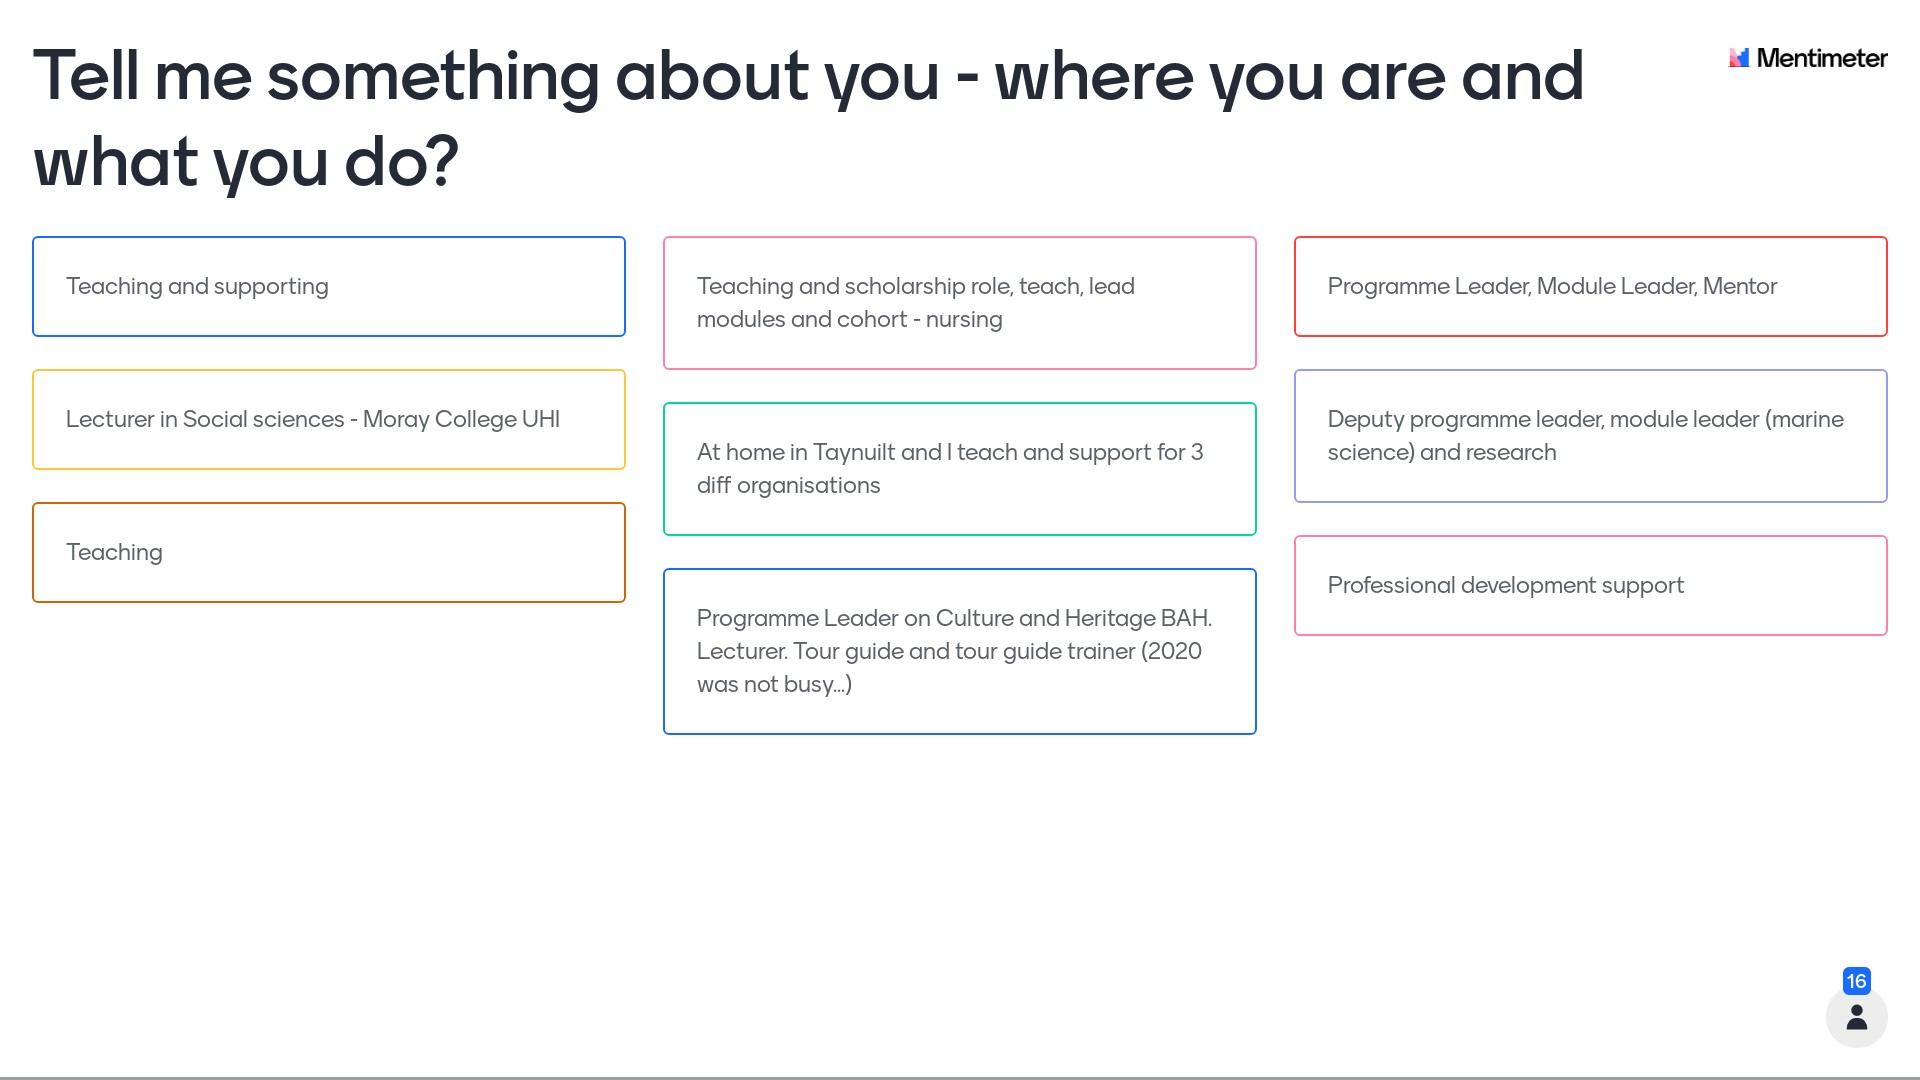 Tell me something about you - where you are and
what you do?
Mentimeter
Teaching and supporting
Lecturer in Social sciences - Moray College UHI
Teaching
Teaching and scholarship role, teach, lead
modules and cohort - nursing
At home in Taynuilt and I teach and support for 3
diff organisations
Programme Leader on Culture and Heritage BAH.
Lecturer. Tour guide and tour guide trainer (2020
was not busy...)
Programme Leader, Module Leader, Mentor
Deputy programme leader, module leader (marine
science) and research
Professional development support
16